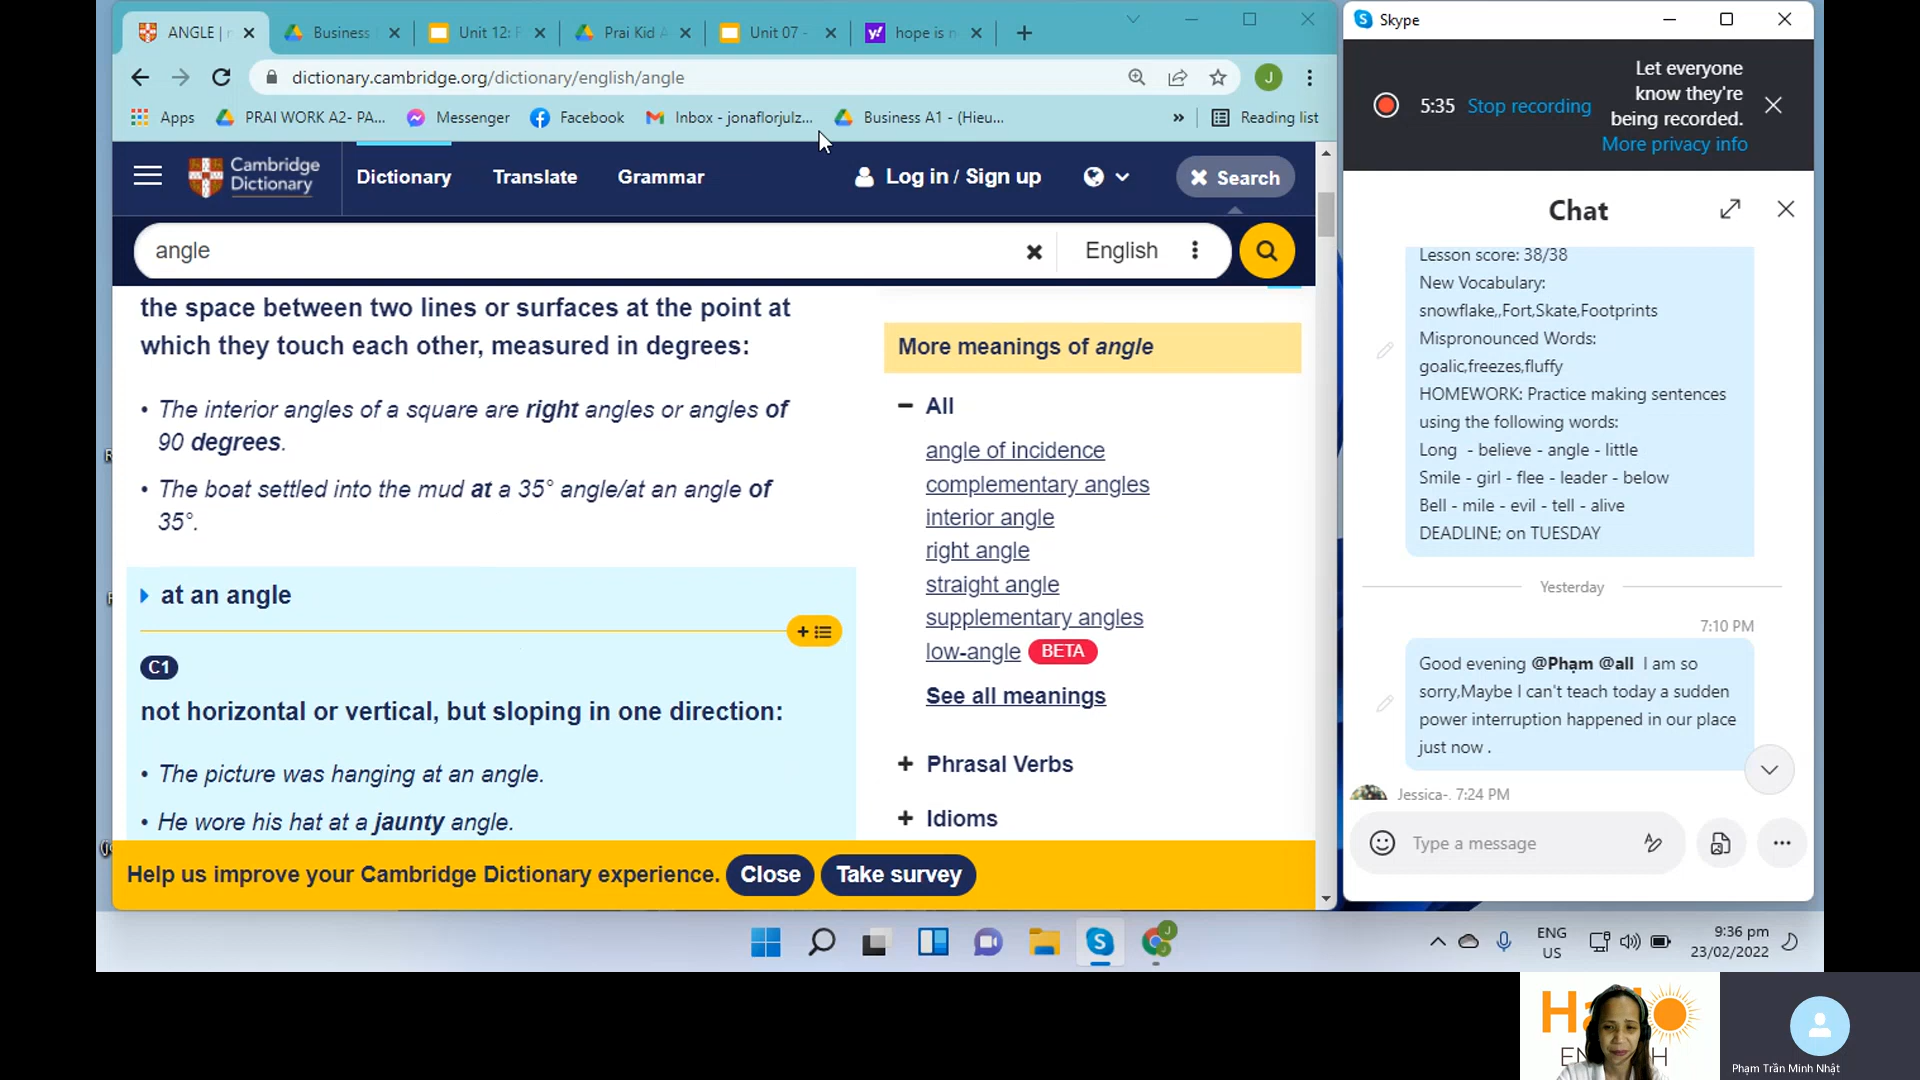 ANGLE |
Business
Unit 12:
Prai Kid A
Unit 07 -
hope is
dictionary.cambridge.org/dictionary/english/angle
J
Apps
PRAI WORK A2- PA...
Messenger
Facebook
Inbox - jonaflorjulz...
Business A1 - (Hieu...
»
Reading list
Cambridge
Dictionary
Dictionary
Translate
Grammar
Log in / Sign up
Search
angle
English
the space between two lines or surfaces at the point at
which they touch each other, measured in degrees:
• The interior angles of a square are right angles or angles of
90 degrees.
• The boat settled into the mud at a 35° angle/at an angle of
35°.
at an angle
C1
not horizontal or vertical, but sloping in one direction:
• The picture was hanging at an angle.
• He wore his hat at a jaunty angle.
More meanings of angle
All
angle of incidence
complementary angles
interior angle
right angle
straight angle
supplementary angles
low-angle BETA
See all meanings
Phrasal Verbs
Idioms
Help us improve your Cambridge Dictionary experience. Close Take survey
Skype
5:35 Stop recording
Let everyone
know they're
being recorded.
More privacy info
Chat
Lesson score: 38/38
New Vocabulary:
snowflake,,Fort,Skate,Footprints
Mispronounced Words:
goalic,freezes,fluffy
HOMEWORK: Practice making sentences
using the following words:
Long - believe - angle - little
Smile - girl - flee - leader - below
Bell - mile - evil - tell - alive
DEADLINE; on TUESDAY
Yesterday
7:10 PM
Good evening @Phạm @all I am so
sorry,Maybe I can't teach today a sudden
power interruption happened in our place
just now .
Jessica-. 7:24 PM
Type a message
ENG
US
9:36 pm
23/02/2022
Phạm Trần Minh Nhật